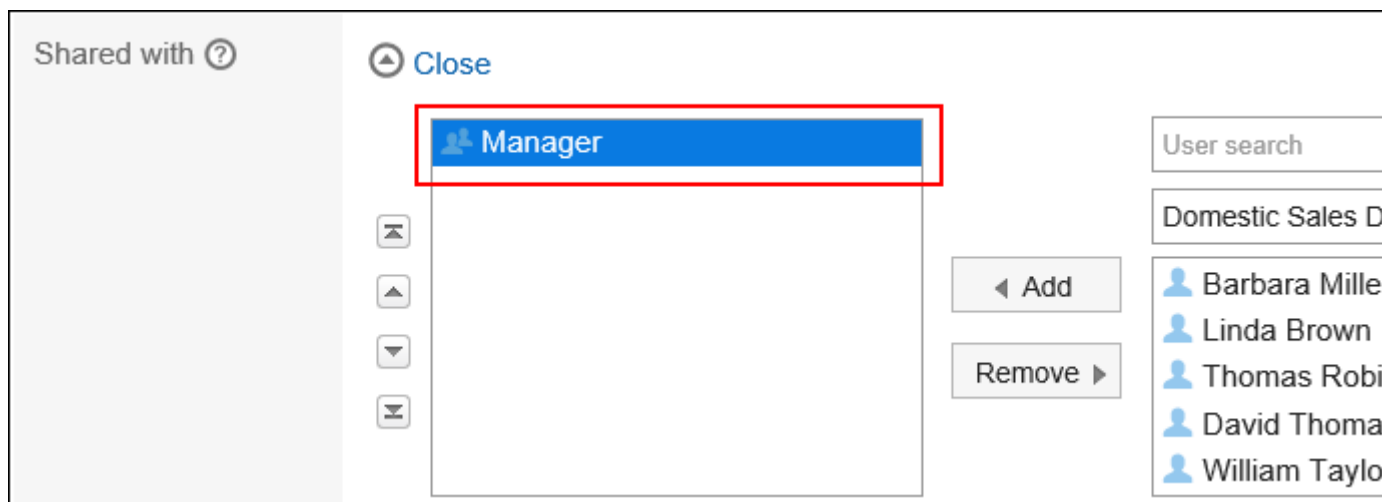 Shared with ?
Close
Manager
User search
Domestic Sales D
Add
Barbara Mille
Linda Brown
Remove
Thomas Robi
David Thoma
William Taylo